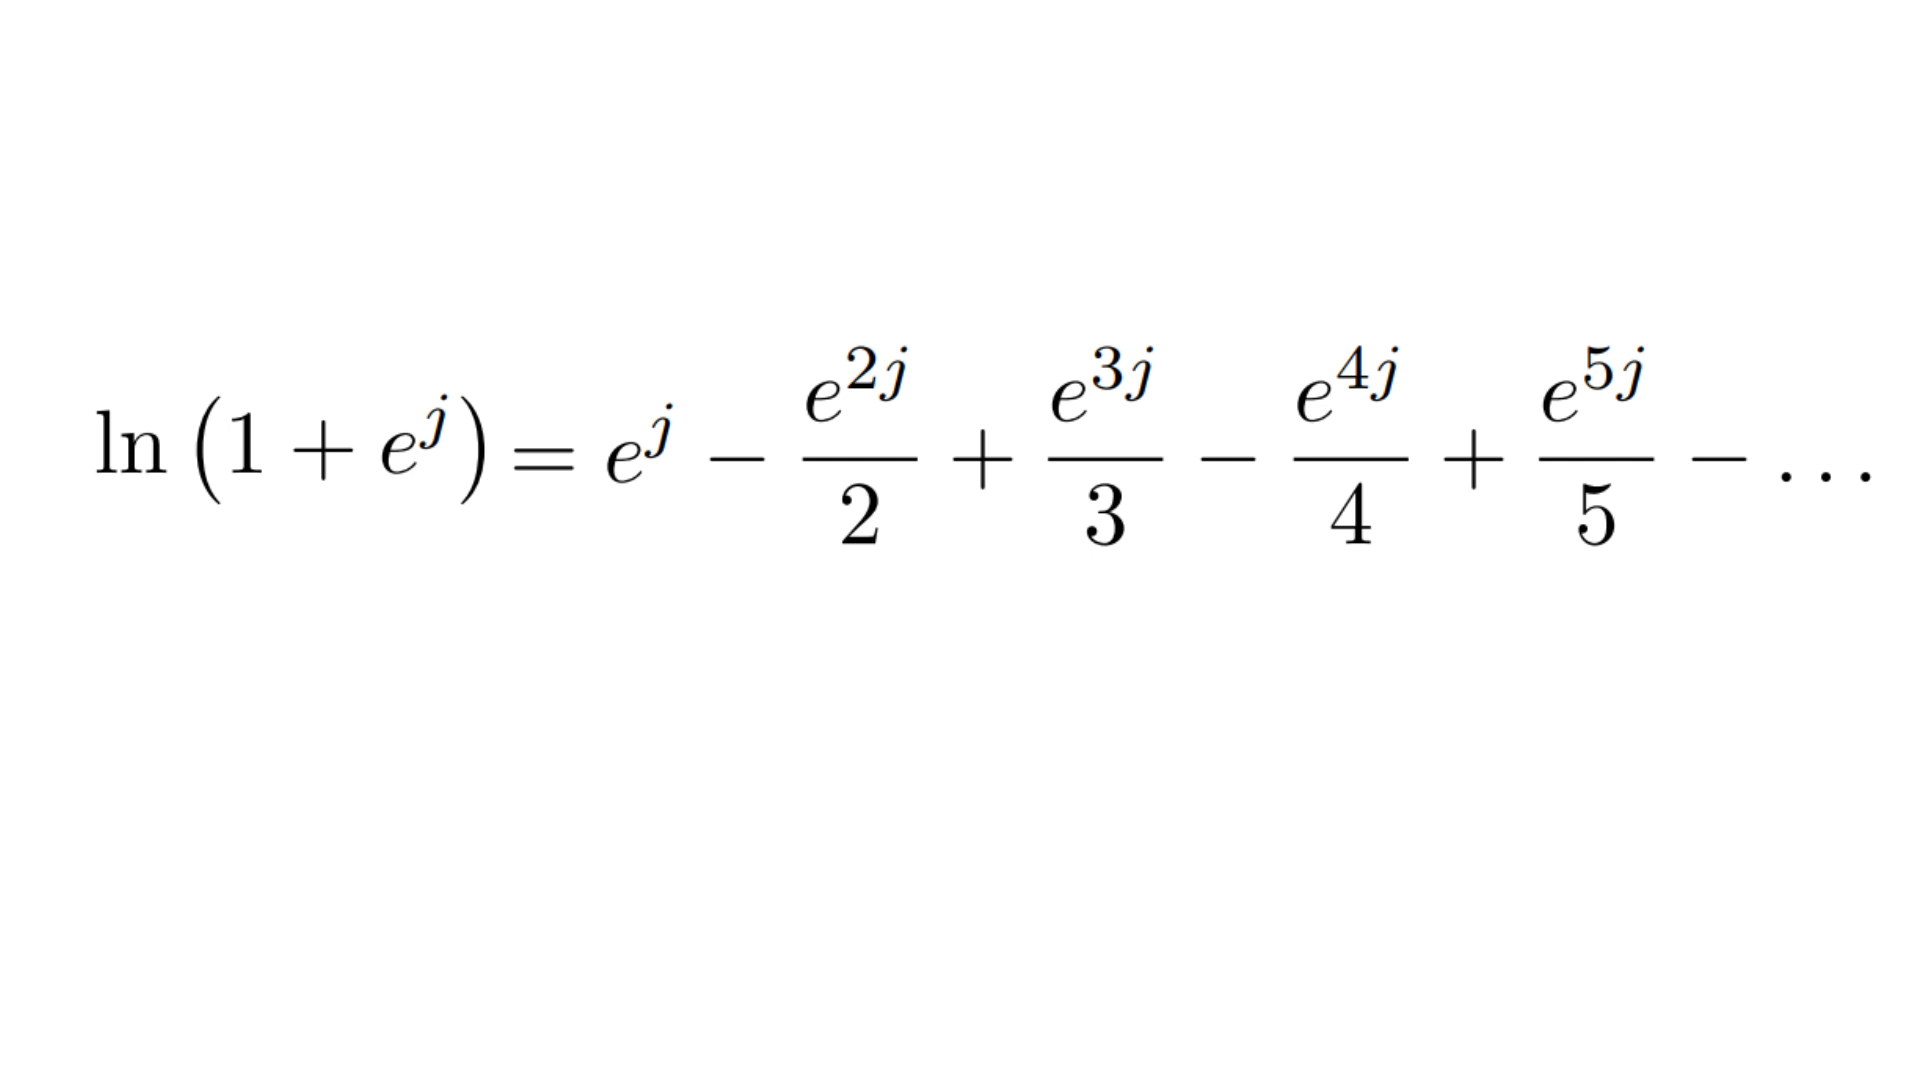 ln (1 + e^j) = e^j − e^{2j}/2 + e^{3j}/3 − e^{4j}/4 + e^{5j}/5 − ...